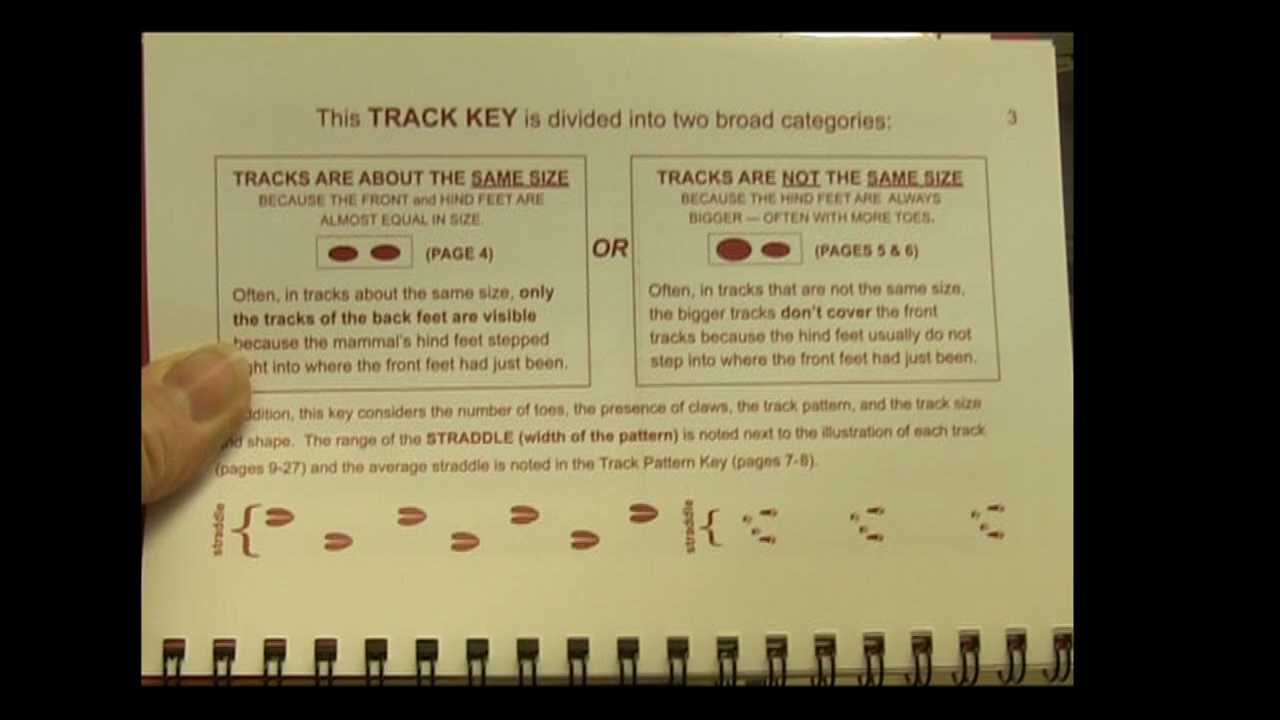 This TRACK KEY is divided into two broad categories:
3
TRACKS ARE ABOUT THE SAME SIZE
BECAUSE THE FRONT and HIND FEET ARE
ALMOST EQUAL IN SIZE.
(PAGE 4)
Often, in tracks about the same size, only
the tracks of the back feet are visible
because the mammal's hind feet stepped
into where the front feet had just been.
OR
TRACKS ARE NOT THE SAME SIZE
BECAUSE THE HIND FEET ARE ALWAYS
BIGGER — OFTEN WITH MORE TOES.
(PAGES 5 & 6)
Often, in tracks that are not the same size,
the bigger tracks don't cover the front
tracks because the hind feet usually do not
step into where the front feet had just been.
this key considers the number of toes, the presence of claws, the track pattern, and the track size
shape. The range of the STRADDLE (width of the pattern) is noted next to the illustration of each track
(pages 9-27) and the average straddle is noted in the Track Pattern Key (pages 7-8).
straddle
straddle